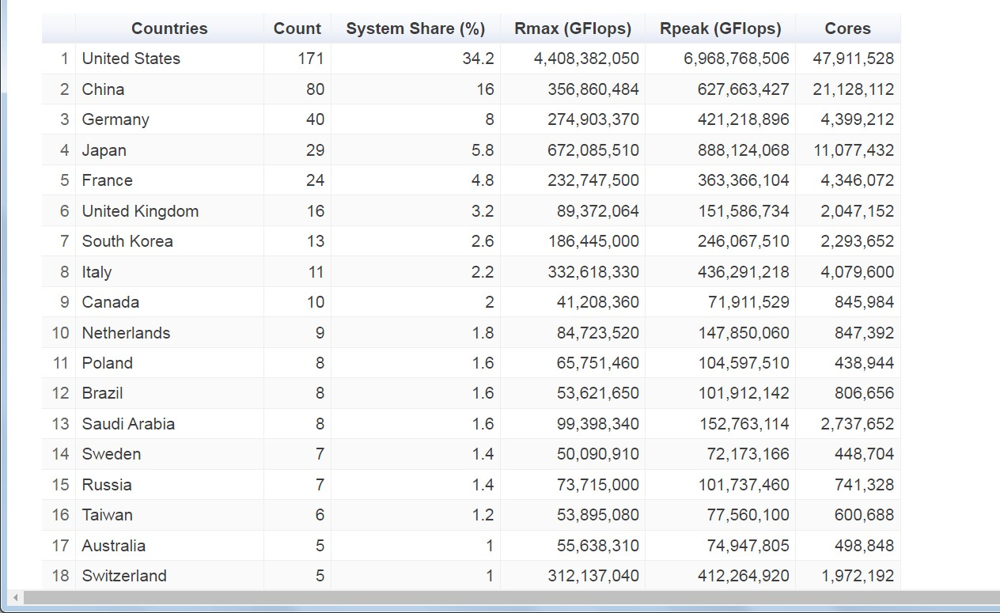 Countries Count System Share (%) Rmax (GFlops) Rpeak (GFlops) Cores
1 United States 171 34.2 4,408,382,050 6,968,768,506 47,911,528
2 China 80 16 356,860,484 627,663,427 21,128,112
3 Germany 40 8 274,903,370 421,218,896 4,399,212
4 Japan 29 5.8 672,085,510 888,124,068 11,077,432
5 France 24 4.8 232,747,500 363,366,104 4,346,072
6 United Kingdom 16 3.2 89,372,064 151,586,734 2,047,152
7 South Korea 13 2.6 186,445,000 246,067,510 2,293,652
8 Italy 11 2.2 332,618,330 436,291,218 4,079,600
9 Canada 10 2 41,208,360 71,911,529 845,984
10 Netherlands 9 1.8 84,723,520 147,850,060 847,392
11 Poland 8 1.6 65,751,460 104,597,510 438,944
12 Brazil 8 1.6 53,621,650 101,912,142 806,656
13 Saudi Arabia 8 1.6 99,398,340 152,763,114 2,737,652
14 Sweden 7 1.4 50,090,910 72,173,166 448,704
15 Russia 7 1.4 73,715,000 101,737,460 741,328
16 Taiwan 6 1.2 53,895,080 77,560,100 600,688
17 Australia 5 1 55,638,310 74,947,805 498,848
18 Switzerland 5 1 312,137,040 412,264,920 1,972,192